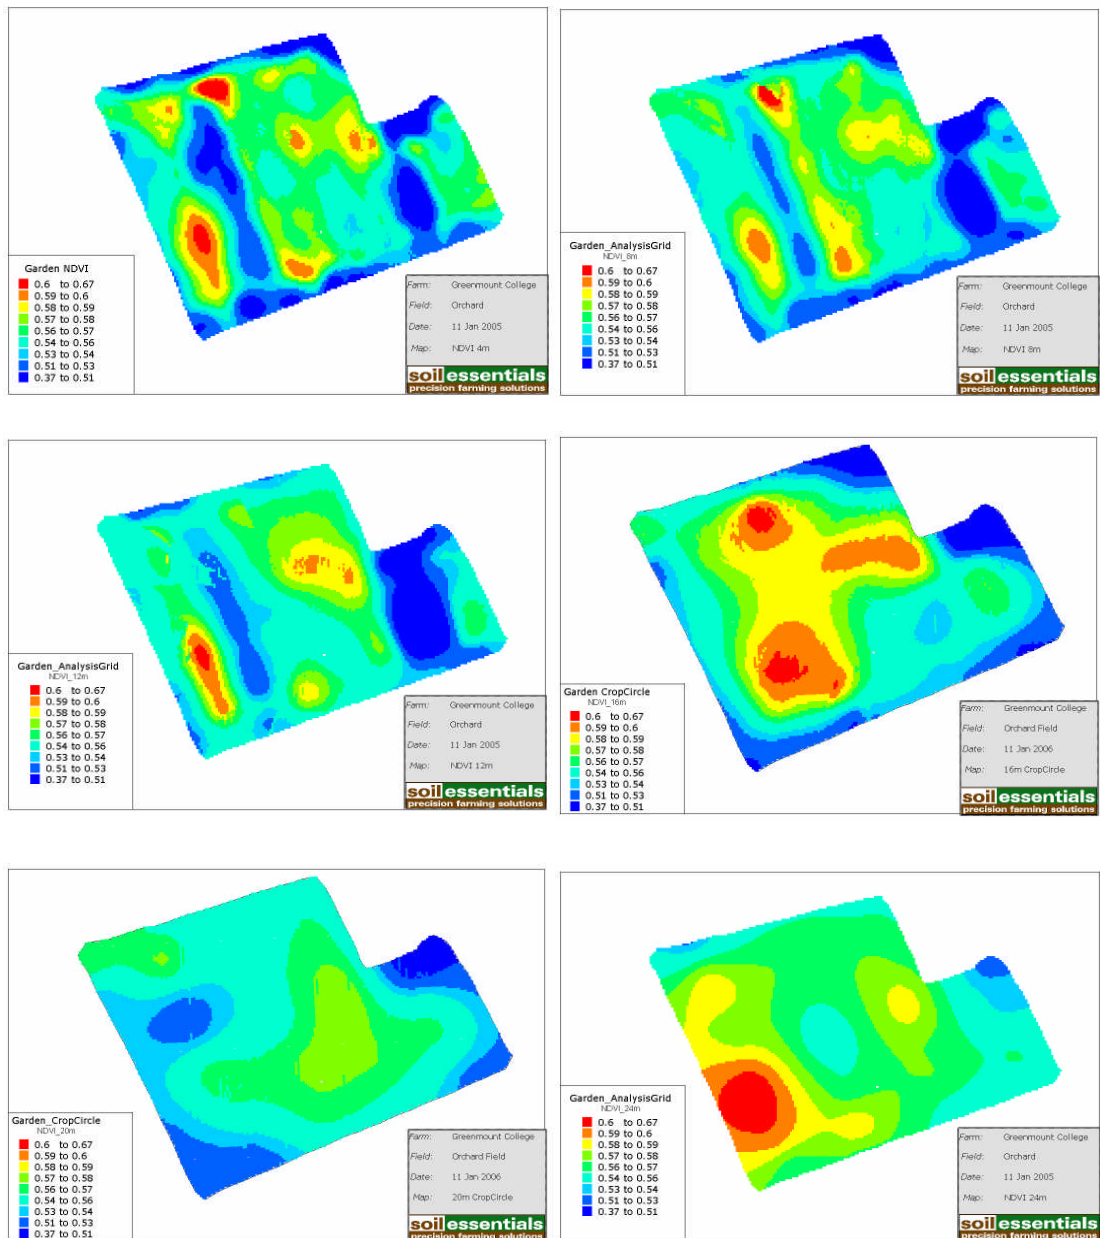 Garden NDVI
0.6 to 0.67
0.59 to 0.6
0.58 to 0.59
0.57 to 0.58
0.56 to 0.57
0.54 to 0.56
0.53 to 0.54
0.51 to 0.53
0.37 to 0.51
Farm: Greenmount College
Field: Orchard
Date: 11 Jan 2005
Map: NDVI 4m
soil essentials
precision farming solutions
Garden_AnalysisGrid
NDVI_8m
0.6 to 0.67
0.59 to 0.6
0.58 to 0.59
0.57 to 0.58
0.56 to 0.57
0.54 to 0.56
0.53 to 0.54
0.51 to 0.53
0.37 to 0.51
Farm: Greenmount College
Field: Orchard
Date: 11 Jan 2005
Map: NDVI 8m
soil essentials
precision farming solutions
Garden_AnalysisGrid
NDVI_12m
0.6 to 0.67
0.59 to 0.6
0.58 to 0.59
0.57 to 0.58
0.56 to 0.57
0.54 to 0.56
0.53 to 0.54
0.51 to 0.53
0.37 to 0.51
Farm: Greenmount College
Field: Orchard
Date: 11 Jan 2005
Map: NDVI 12m
soil essentials
precision farming solutions
Garden CropCircle
NDVI_16m
0.6 to 0.67
0.59 to 0.6
0.58 to 0.59
0.57 to 0.58
0.56 to 0.57
0.54 to 0.56
0.53 to 0.54
0.51 to 0.53
0.37 to 0.51
Farm: Greenmount College
Field: Orchard Field
Date: 11 Jan 2006
Map: 16m CropCircle
soil essentials
precision farming solutions
Garden_CropCircle
NDVI_20m
0.6 to 0.67
0.59 to 0.6
0.58 to 0.59
0.57 to 0.58
0.56 to 0.57
0.54 to 0.56
0.53 to 0.54
0.51 to 0.53
0.37 to 0.51
Farm: Greenmount College
Field: Orchard Field
Date: 11 Jan 2006
Map: 20m CropCircle
soil essentials
precision farming solutions
Garden_AnalysisGrid
NDVI_24m
0.6 to 0.67
0.59 to 0.6
0.58 to 0.59
0.57 to 0.58
0.56 to 0.57
0.54 to 0.56
0.53 to 0.54
0.51 to 0.53
0.37 to 0.51
Farm: Greenmount College
Field: Orchard
Date: 11 Jan 2005
Map: NDVI 24m
soil essentials
precision farming solutions